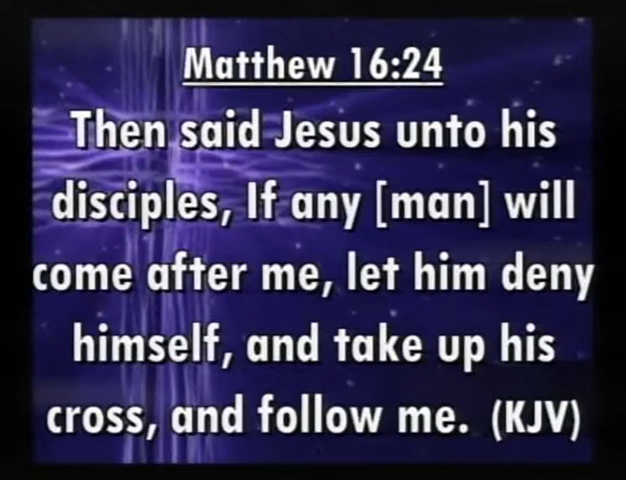 Matthew 16:24
Then said Jesus unto his
disciples, If any [man] will
come after me, let him deny
himself, and take up his
cross, and follow me. (KJV)